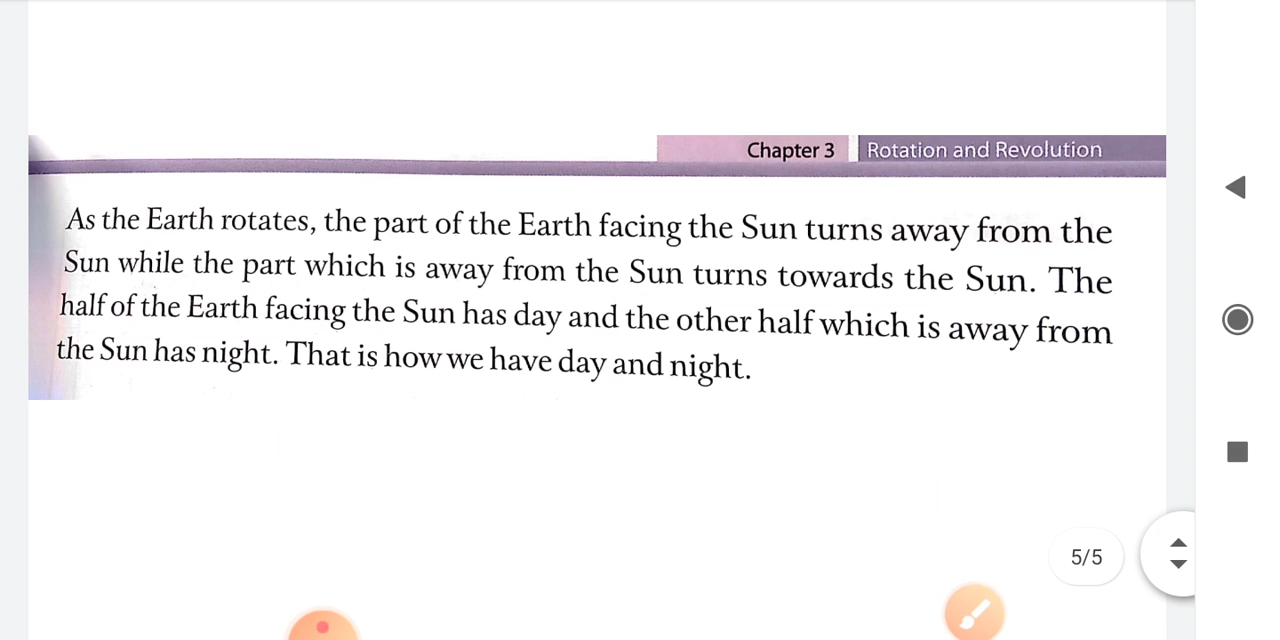 Chapter 3 Rotation and Revolution
As the Earth rotates, the part of the Earth facing the Sun turns away from the
Sun while the part which is away from the Sun turns towards the Sun. The
half of the Earth facing the Sun has day and the other half which is away from
the Sun has night. That is how we have day and night.
5/5